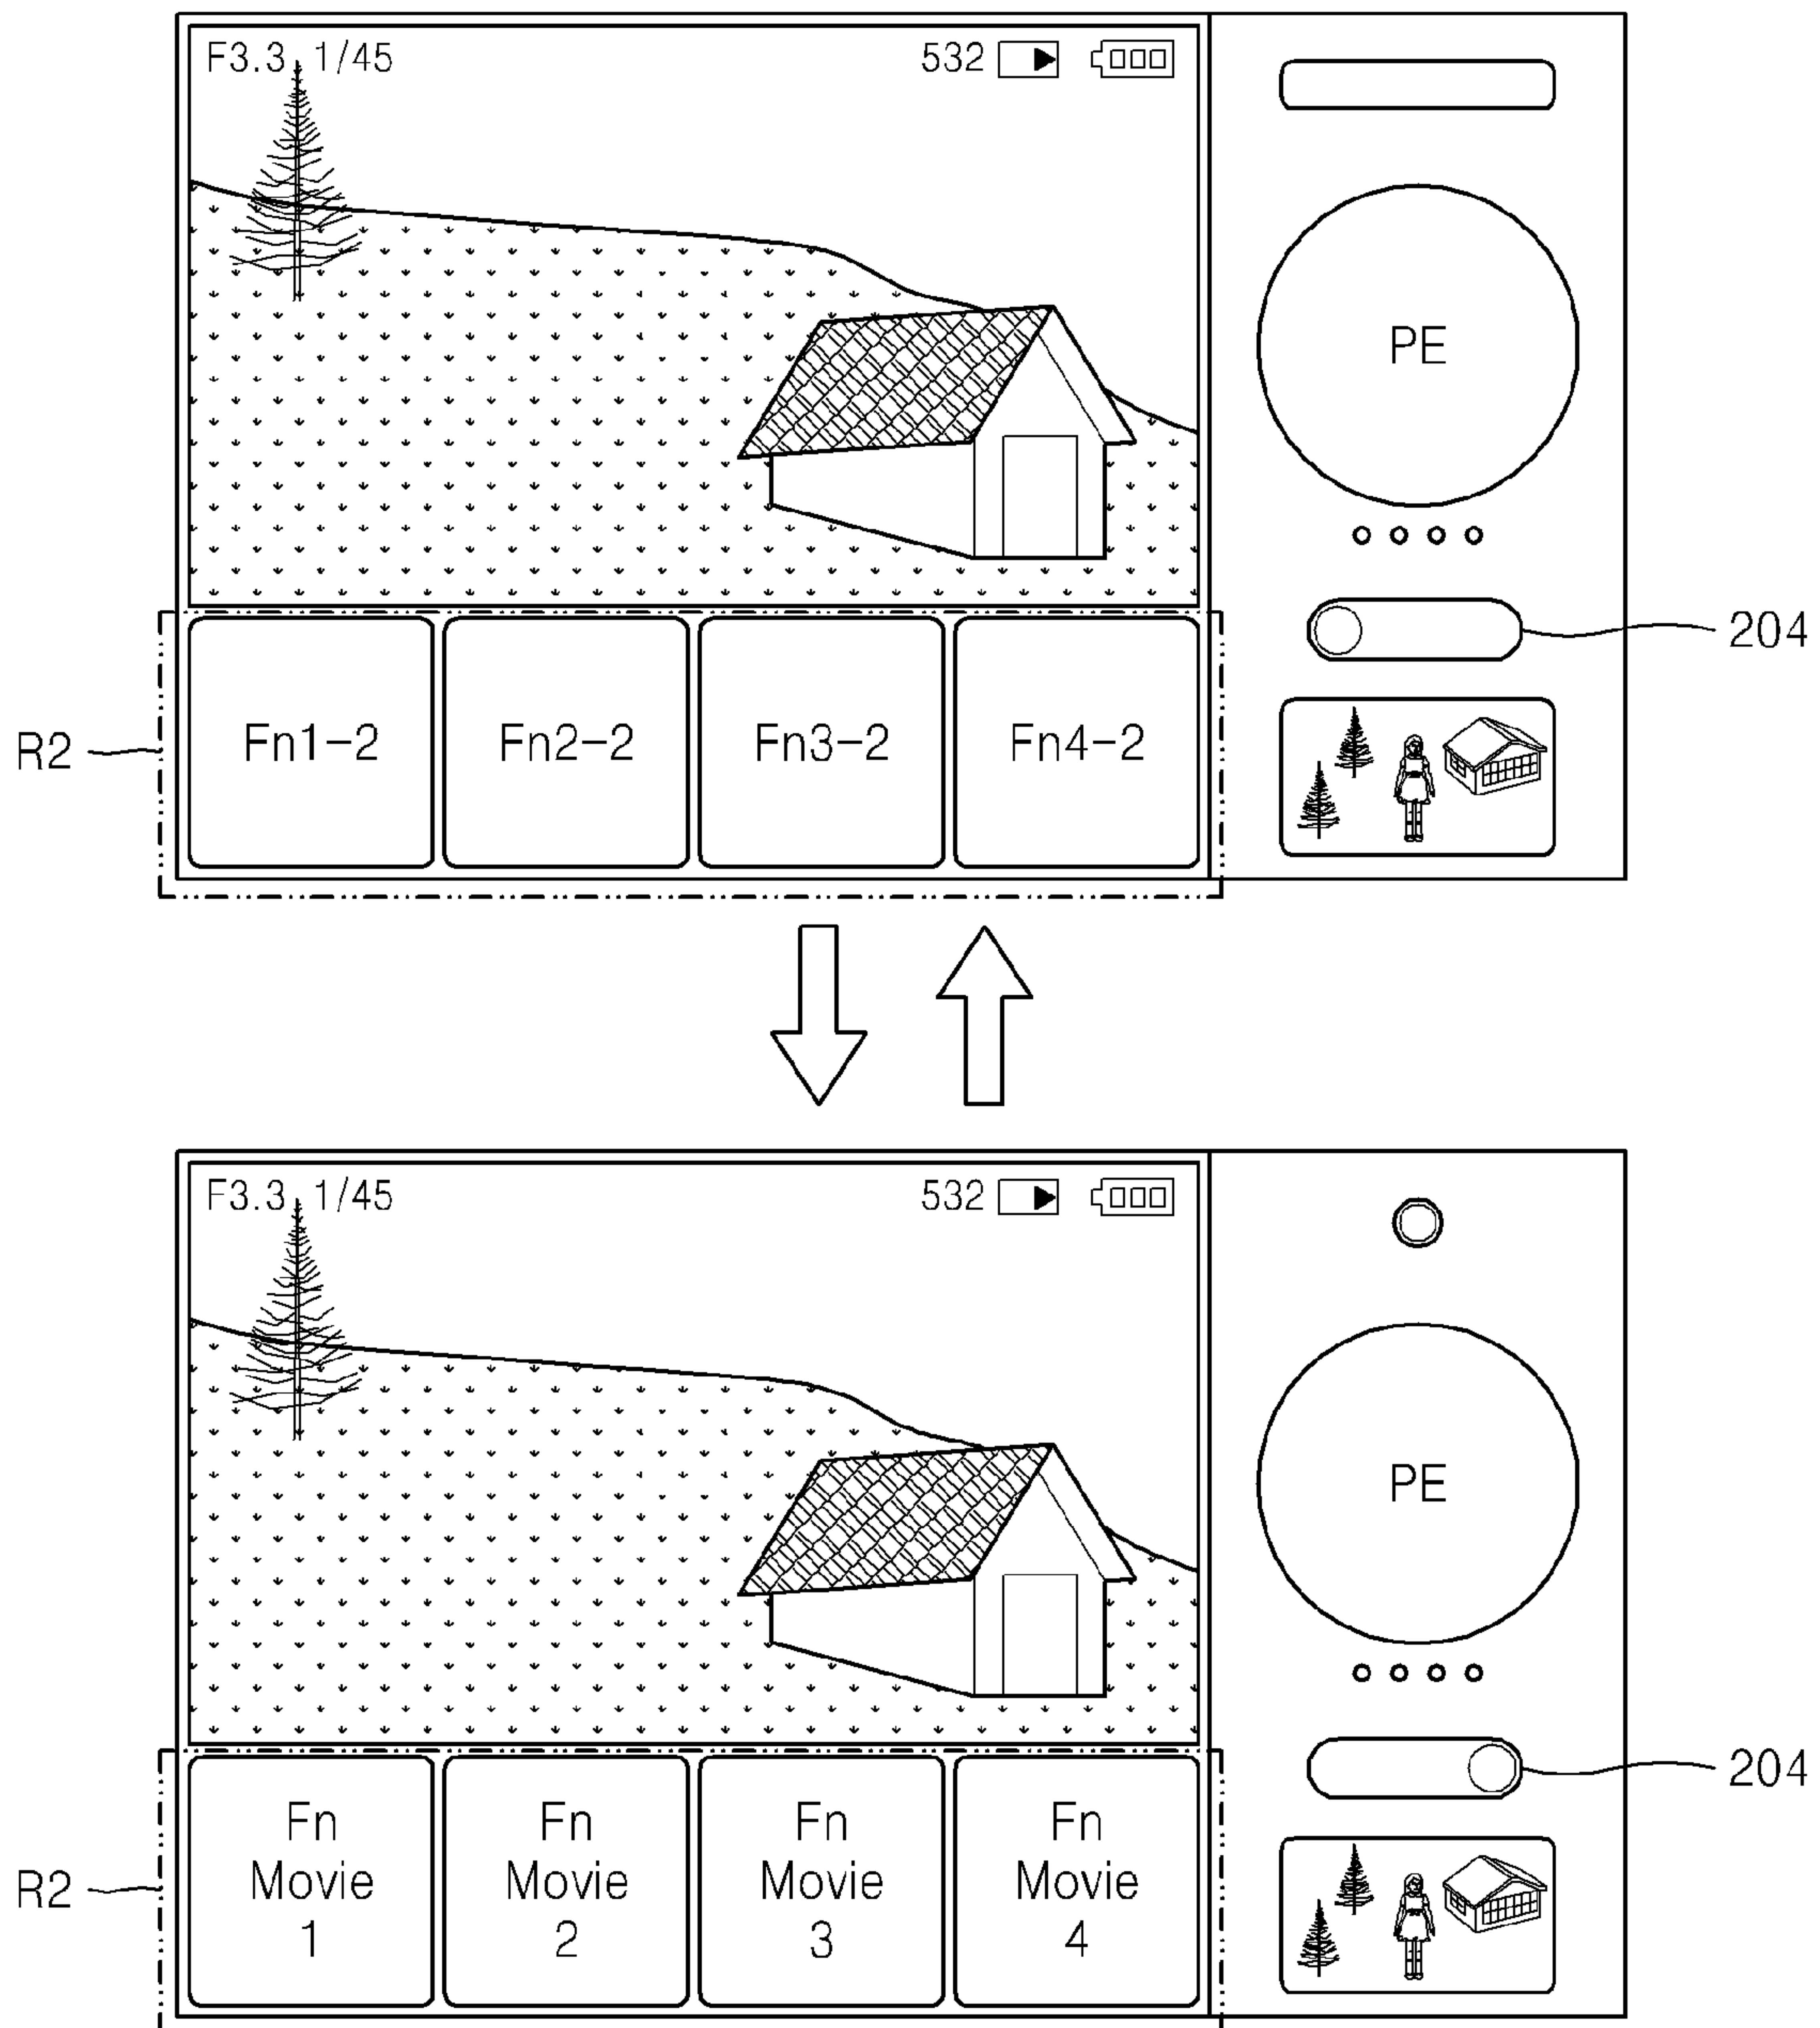 F3.3 1/45
532
PE
204
R2
Fn1-2
Fn2-2
Fn3-2
Fn4-2
F3.3 1/45
532
PE
204
R2
Fn
Movie
1
Fn
Movie
2
Fn
Movie
3
Fn
Movie
4